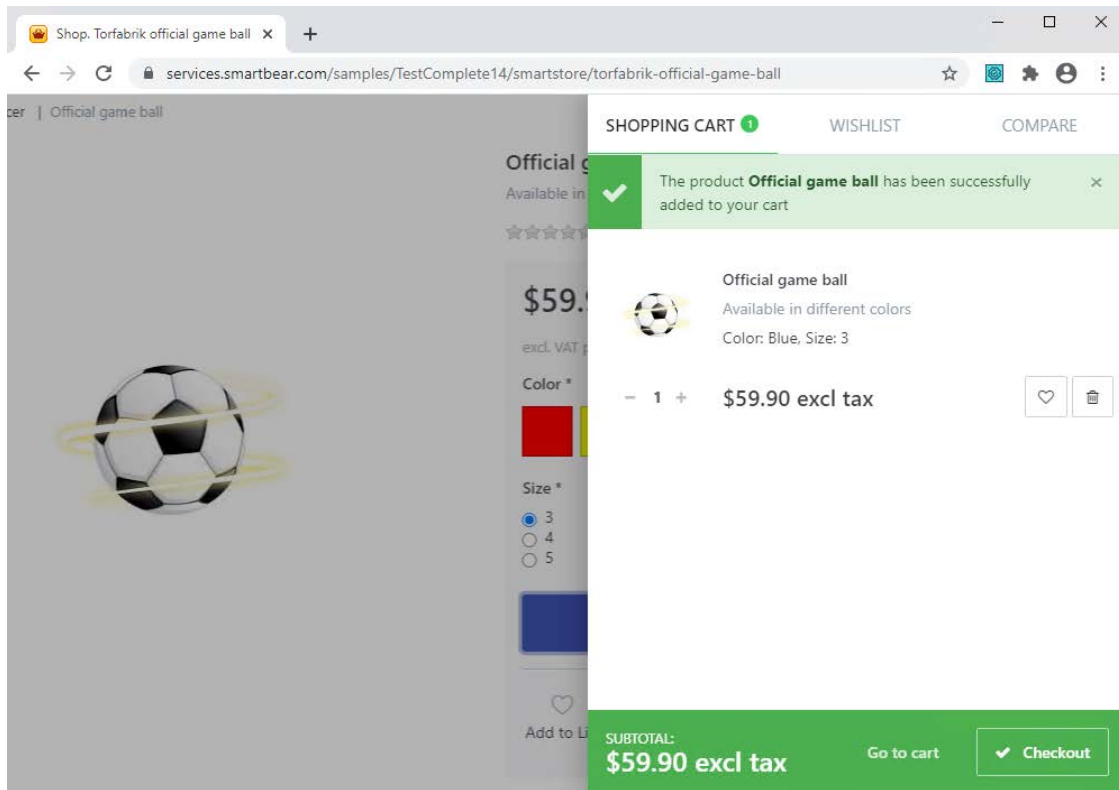 Shop. Torfabrik official game ball
services.smartbear.com/samples/TestComplete14/smartstore/torfabrik-official-game-ball
| Official game ball
SHOPPING CART 1
WISHLIST
COMPARE
Official
Available in
The product Official game ball has been successfully
added to your cart
Official game ball
Available in different colors
Color: Blue, Size: 3
$59.
excl. VAT
Color *
1
$59.90 excl tax
Size *
3
4
5
Add to
SUBTOTAL:
$59.90 excl tax
Go to cart
Checkout